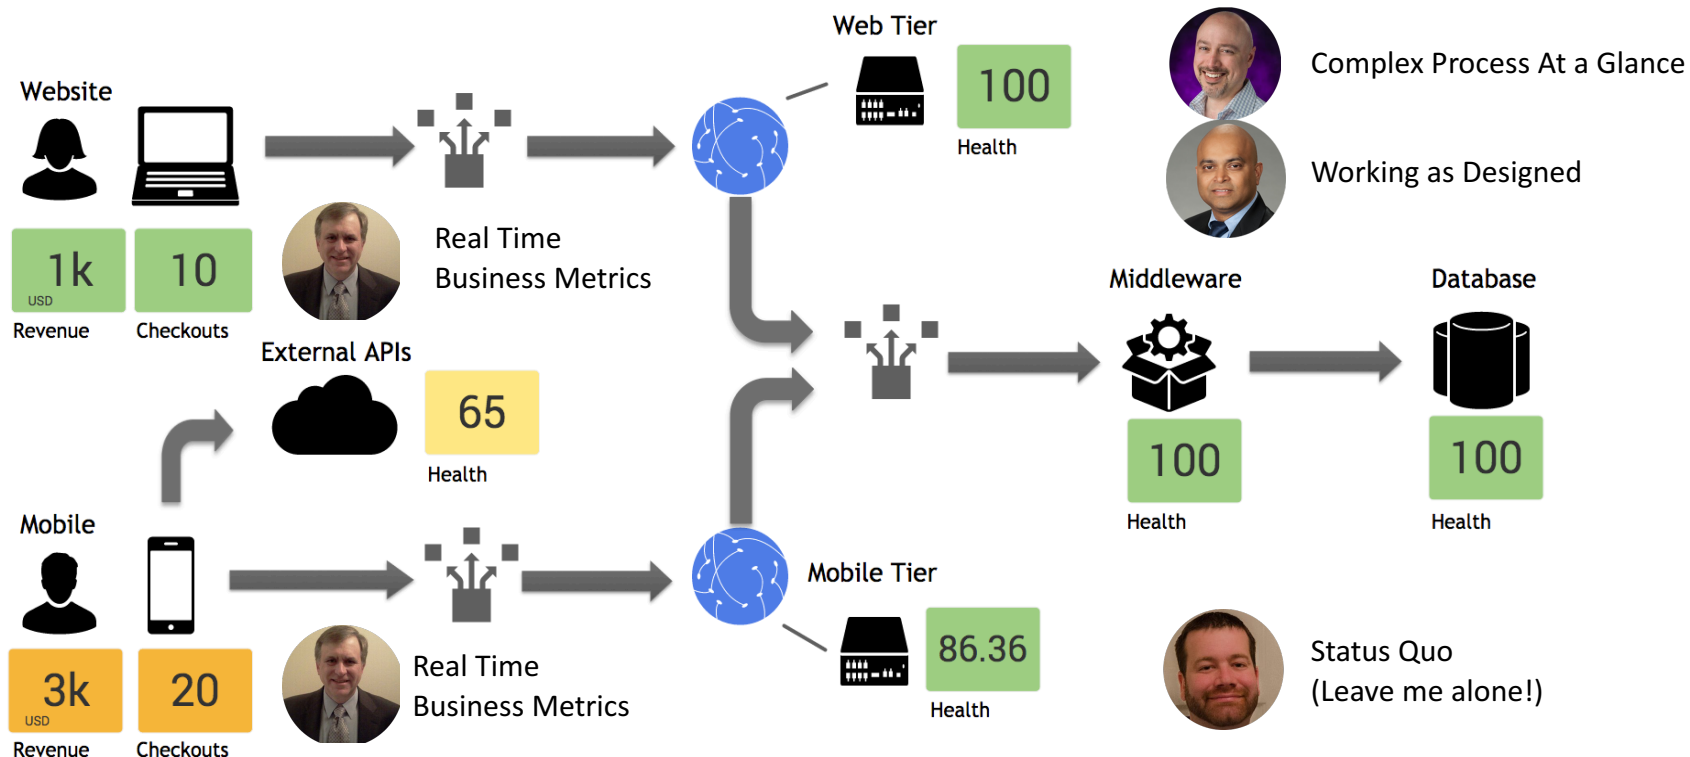 Web Tier
100
Health
Complex Process At a Glance
Working as Designed
Website
1k
USD
Revenue
10
Checkouts
Real Time
Business Metrics
External APIs
65
Health
Middleware
100
Health
Database
100
Health
Mobile
3k
USD
Revenue
20
Checkouts
Real Time
Business Metrics
Mobile Tier
86.36
Health
Status Quo
(Leave me alone!)